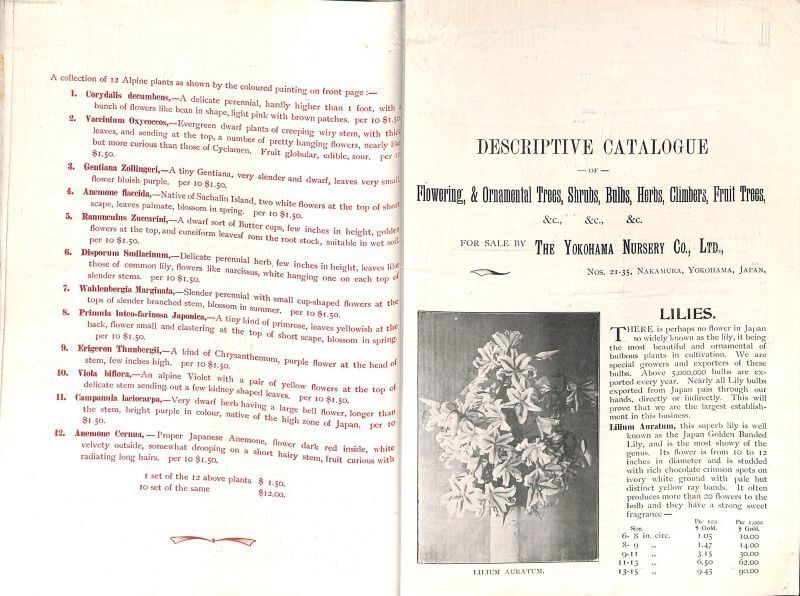 A collection of 12 Alpine plants as shown by the coloured painting on front page :—
1. Corydalis decumbens,—A delicate perennial, hardly higher than 1 foot, with a
bunch of flowers like bean in shape, light pink with brown patches. per 10 $1.50.
2. Vaccinium Oxycoccos,—Evergreen dwarf plants of creeping wiry stem, with thick
leaves, and sending at the top, a number of pretty hanging flowers, nearly like
but more curious than those of Cyclamen. Fruit globular, edible, sour. per 10
$1.50.
3. Gentiana Zollingeri,—A tiny Gentiana, very slender and dwarf, leaves very small
flower bluish purple. per 10 $1.50.
4. Anemone flaccida,—Native of Sachalin Island, two white flowers at the top of short
scape, leaves palmate, blossom in spring. per 10 $1.50.
5. Ranunculus Zuccarini,—A dwarf sort of Butter cups, few inches in height, golden
flowers at the top, and cuneiform leavesf rom the root stock, suitable in wet soil.
per 10 $1.50.
6. Disporum Smilacinum,—Delicate perennial herb, few inches in height, leaves like
those of common lily, flowers like narcissus, white hanging one on each top of
slender stems. per 10 $1.50.
7. Wahlenbergia Marginata,—Slender perennial with small cup-shaped flowers at the
tops of slender branched stem, blossom in summer. per 10 $1.50.
8. Primula luteo-farinosa Japonica,—A tiny kind of primrose, leaves yellowish at the
back, flower small and clastering at the top of short scape, blossom in spring.
per 10 $1.50.
9. Erigeron Thunbergii,—A kind of Chrysanthemum, purple flower at the head of
stem, few inches high. per 10 $1.50.
10. Viola biflora,—An alpine Violet with a pair of yellow flowers at the top of
delicate stem sending out a few kidney shaped leaves. per 10 $1.50.
11. Campanula laciocarpa,—Very dwarf herb having a large bell flower, longer than
the stem, bright purple in colour, native of the high zone of Japan. per 10
$1.50.
12. Anemone Cernua,—Proper Japanese Anemone, flower dark red inside, white
velvety outside, somewhat drooping on a short hairy stem, fruit curious with
radiating long hairs. per 10 $1.50.
1 set of the 12 above plants $ 1.50.
10 set of the same $12.00.
DESCRIPTIVE CATALOGUE
—OF—
Flowering, & Ornamental Trees, Shrubs, Bulbs, Herbs, Climbers, Fruit Trees,
&c., &c., &c.
FOR SALE BY THE YOKOHAMA NURSERY CO., LTD.,
NOS. 21-35, NAKAMURA, YOKOHAMA, JAPAN.
LILIUM AURATUM.
LILIES.
THERE is perhaps no flower in Japan
so widely known as the lily, it being
the most beautiful and ornamental of
bulbous plants in cultivation. We are
special growers and exporters of these
bulbs. Above 5,000,000 bulbs are ex-
ported every year. Nearly all Lily bulbs
exported from Japan pass through our
hands, directly or indirectly. This will
prove that we are the largest establish-
ment in this business.
Lilium Auratum, this superb lily is well
known as the Japan Golden Banded
Lily, and is the most showy of the
genus. Its flower is from 10 to 12
inches in diameter and is studded
with rich chocolate crimson spots on
ivory white ground with pale but
distinct yellow ray bands. It often
produces more than 20 flowers to the
bulb and they have a strong sweet
fragrance—
Per 100 Per 1,000
Size. $ Gold. $ Gold.
6- 8 in. circ. 1.05 10.00
8- 9 „ 1.47 14.00
9-11 „ 3.15 30.00
11-13 „ 6.50 62.00
13-15 „ 9.45 90.00